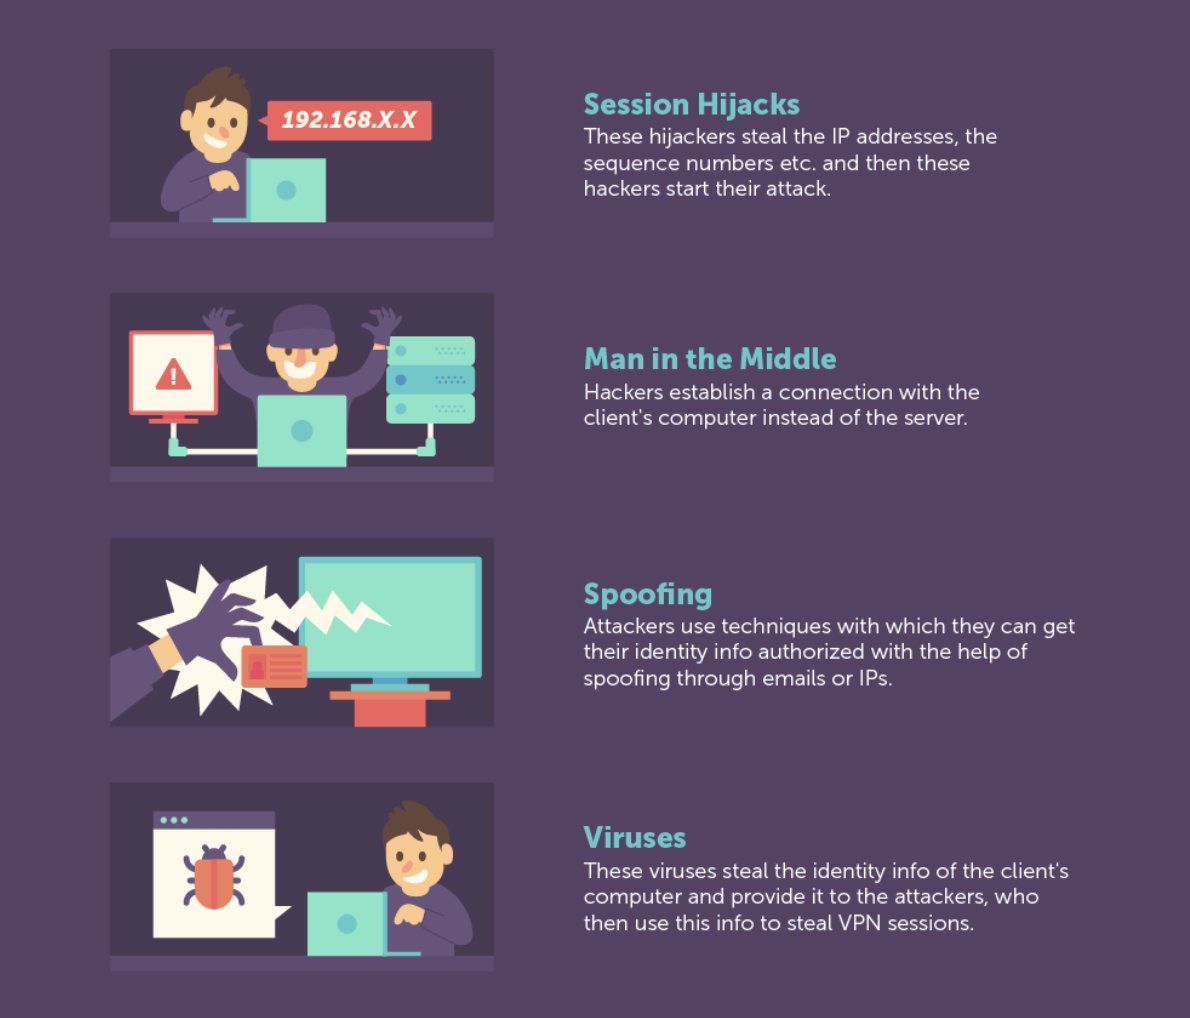 192.168.X.X
Session Hijacks
These hijackers steal the IP addresses, the
sequence numbers etc. and then these
hackers start their attack.
!
Man in the Middle
Hackers establish a connection with the
client's computer instead of the server.
Spoofing
Attackers use techniques with which they can get
their identity info authorized with the help of
spoofing through emails or IPs.
Viruses
These viruses steal the identity info of the client's
computer and provide it to the attackers, who
then use this info to steal VPN sessions.